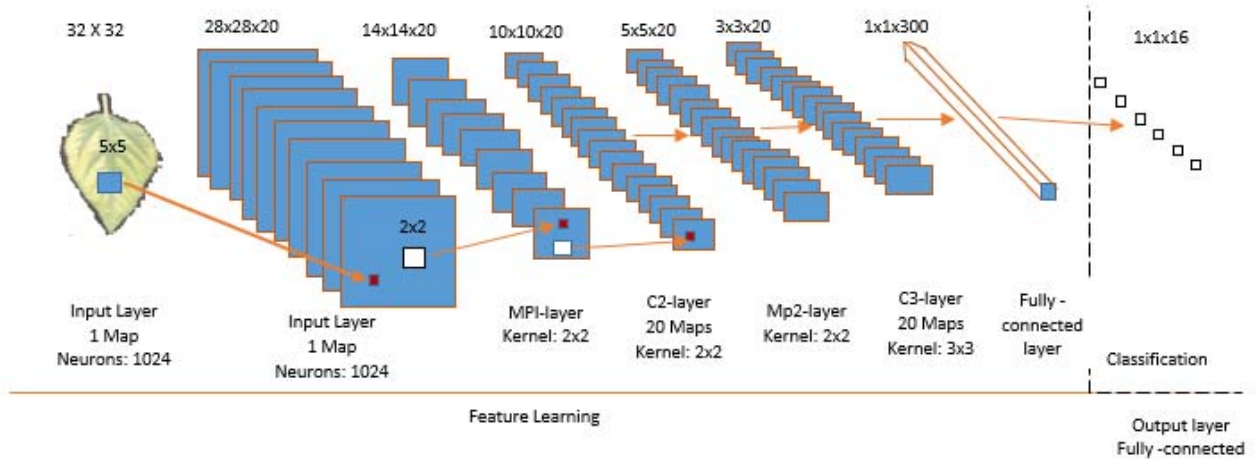 32 X 32
28x28x20
14x14x20
10x10x20
5x5x20
3x3x20
1x1x300
1x1x16
5x5
2x2
Input Layer
1 Map
Neurons: 1024
Input Layer
1 Map
Neurons: 1024
MPI-layer
Kernel: 2x2
C2-layer
20 Maps
Kernel: 2x2
Mp2-layer
Kernel: 2x2
C3-layer
20 Maps
Kernel: 3x3
Fully -
connected
layer
Classification
Feature Learning
Output layer
Fully -connected